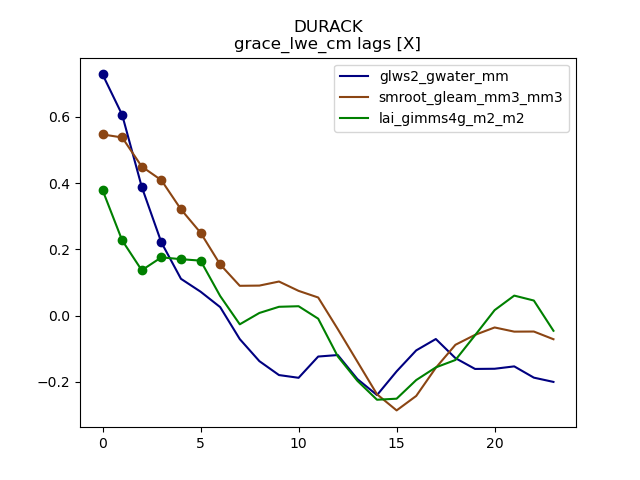 DURACK
grace_lwe_cm lags [X]
glws2_gwater_mm
smroot_gleam_mm3_mm3
lai_gimms4g_m2_m2
0.6
0.4
0.2
0.0
−0.2
0 5 10 15 20